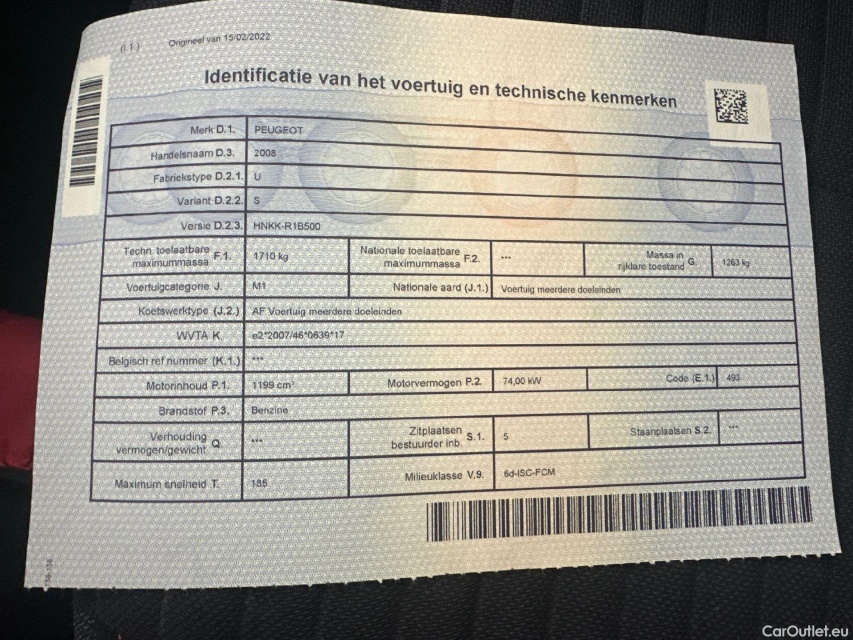 (I.1.)
Origineel van 15/02/2022
Identificatie van het voertuig en technische kenmerken
Merk D.1. PEUGEOT
Handelsnaam D.3. 2008
Fabriekstype D.2.1. U
Variant D.2.2. S
Versie D.2.3. HNKK-R1B500
Techn. toelaatbare maximummassa F.1. 1710 kg Nationale toelaatbare maximummassa F.2. *** Massa in rijklare toestand G. 1263 kg
Voertuigcategorie J. M1 Nationale aard (J.1.) Voertuig meerdere doeleinden
Koetswerktype (J.2.) AF Voertuig meerdere doeleinden
WVTA K. e2*2007/46*0639*17
Belgisch ref nummer (K.1.) ***
Motorinhoud P.1. 1199 cm³ Motorvermogen P.2. 74,00 kW Code (E.1.) 493
Brandstof P.3. Benzine
Verhouding vermogen/gewicht Q. *** Zitplaatsen bestuurder inb. S.1. 5 Staanplaatsen S.2. ***
Maximum snelheid T. 185 Milieuklasse V.9. 6d-ISC-FCM
CarOutlet.eu